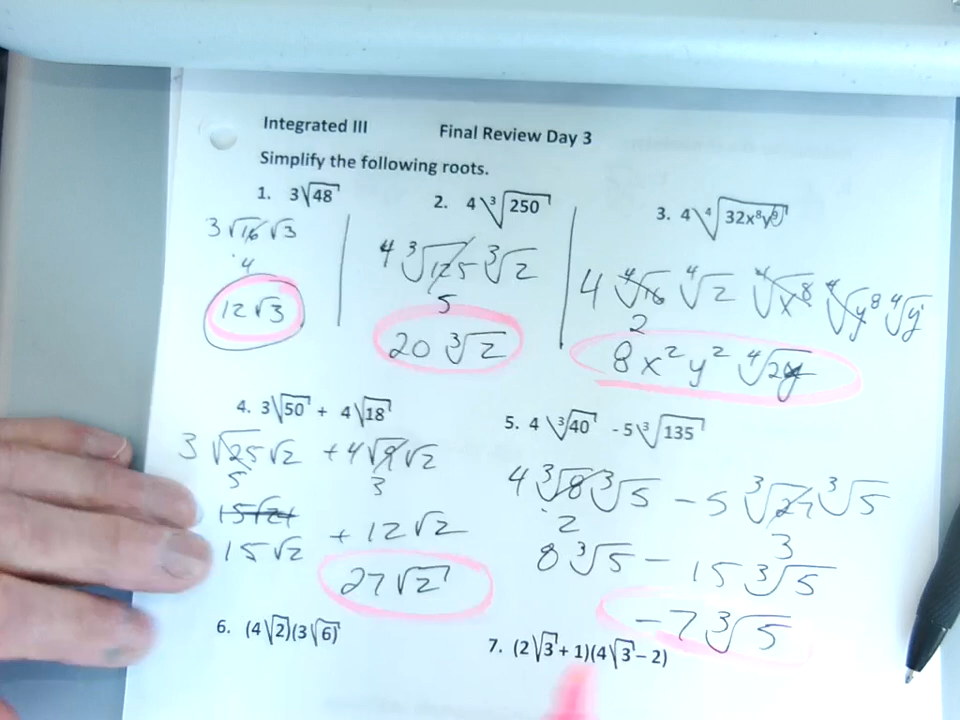 Integrated III Final Review Day 3
Simplify the following roots.
1. 3√48
2. 4 ∛250
3. 4 ∜32x⁸y⁹
3√16 √3
4
12√3
4 ∛125 ∛2
5
20 ∛2
4 ∜16 ∜2 ∜x⁸ ∜y⁸ ∜y
2
8x²y² ∜2y
4. 3√50 + 4√18
5. 4 ∛40 - 5 ∛135
3 √25 √2 + 4√9 √2
5 3
15√2
15√2 + 12√2
27√2
4 ∛8 ∛5 - 5 ∛27 ∛5
2 3
8 ∛5 - 15 ∛5
-7 ∛5
6. (4√2)(3√6)
7. (2√3 + 1)(4√3 - 2)